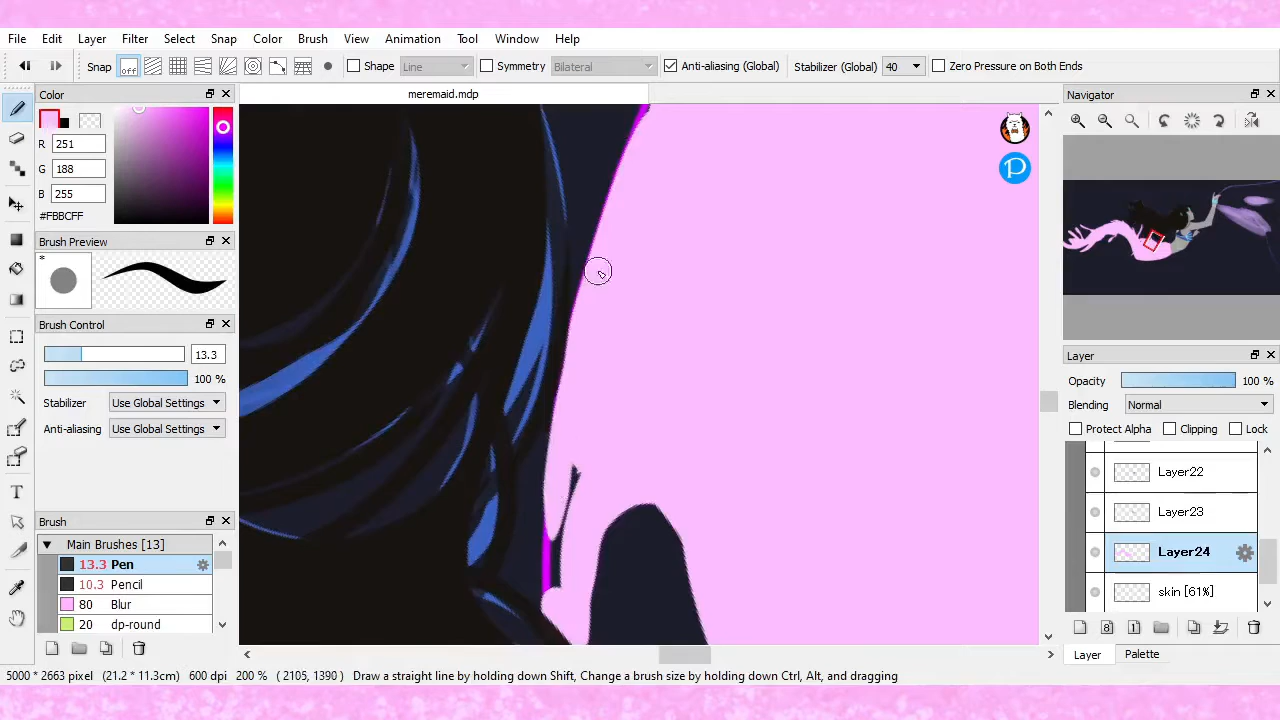 File Edit Layer Filter Select Snap Color Brush View Animation Tool Window Help
Snap off Shape Line Symmetry Bilateral Anti-aliasing (Global) Stabilizer (Global) 40 Zero Pressure on Both Ends
Color
meremaid.mdp
Navigator
R 251
G 188
B 255
#FBBCFF
Brush Preview
*
Brush Control
13.3
100 %
Stabilizer Use Global Settings
Anti-aliasing Use Global Settings
Brush
Main Brushes [13]
13.3 Pen
10.3 Pencil
80 Blur
20 dp-round
Layer
Opacity 100 %
Blending Normal
Protect Alpha Clipping Lock
Layer22
Layer23
Layer24
skin [61%]
8 1
Layer Palette
T
P
5000 * 2663 pixel (21.2 * 11.3cm) 600 dpi 200 % ( 2105, 1390 ) Draw a straight line by holding down Shift, Change a brush size by holding down Ctrl, Alt, and dragging